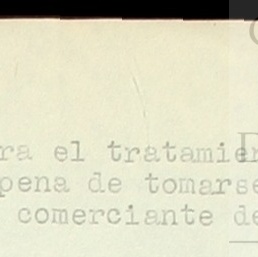 ra el tratamien
pena de tomarse
comerciante de